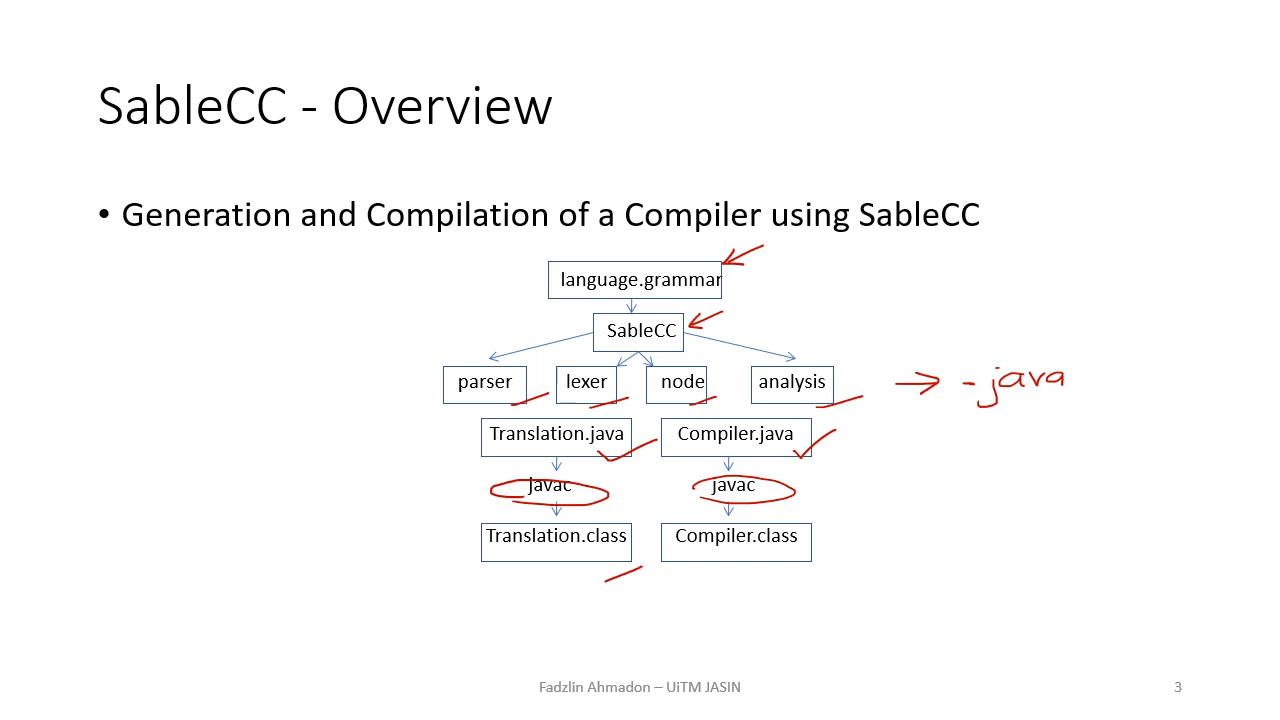 SableCC - Overview
• Generation and Compilation of a Compiler using SableCC
language.grammar
SableCC
parser lexer node analysis → -java
Translation.java Compiler.java
javac javac
Translation.class Compiler.class
Fadzlin Ahmadon – UiTM JASIN 3